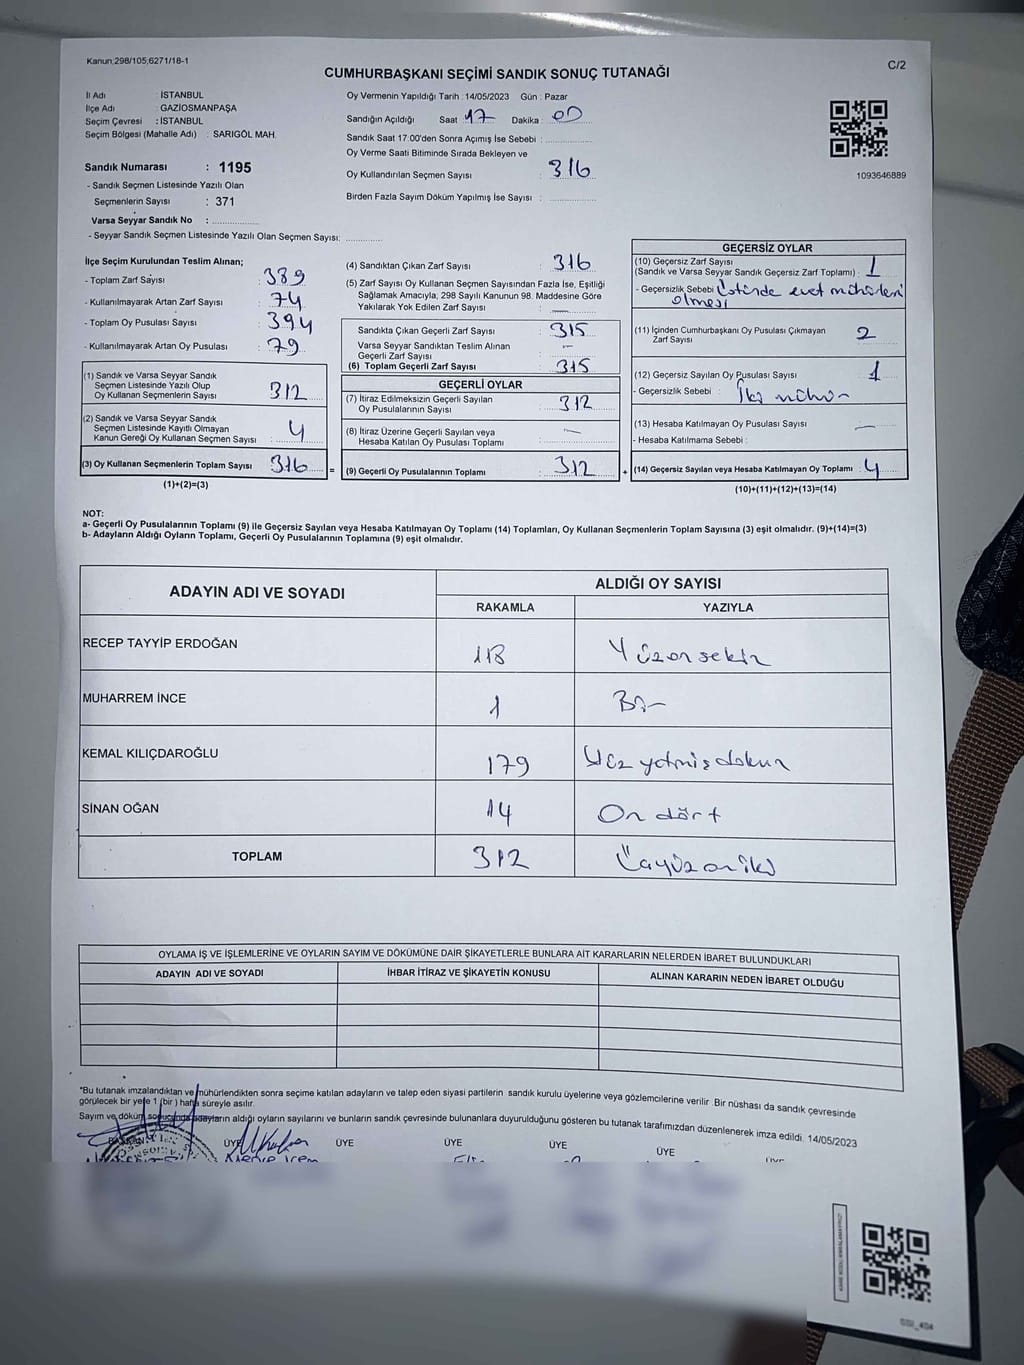 Kanun 298/105,6271/18-1
C/2
CUMHURBAŞKANI SEÇİMİ SANDIK SONUÇ TUTANAĞI
İl Adı : İSTANBUL
İlçe Adı : GAZİOSMANPAŞA
Seçim Çevresi : İSTANBUL
Seçim Bölgesi (Mahalle Adı) : SARIGÖL MAH.
Sandık Numarası : 1195
- Sandık Seçmen Listesinde Yazılı Olan
Seçmenlerin Sayısı : 371
Varsa Seyyar Sandık No :
- Seyyar Sandık Seçmen Listesinde Yazılı Olan Seçmen Sayısı:
Oy Vermenin Yapıldığı Tarih : 14/05/2023 Gün : Pazar
Sandığın Açıldığı Saat 17 Dakika : 00
Sandık Saat 17:00'den Sonra Açımış İse Sebebi :
Oy Verme Saati Bitiminde Sırada Bekleyen ve
Oy Kullandırılan Seçmen Sayısı : 316
Birden Fazla Sayım Döküm Yapılmış İse Sayısı :
1093646889
İlçe Seçim Kurulundan Teslim Alınan;
- Toplam Zarf Sayısı : 389
- Kullanılmayarak Artan Zarf Sayısı : 74
- Toplam Oy Pusulası Sayısı : 394
- Kullanılmayarak Artan Oy Pusulası : 79
(1) Sandık ve Varsa Seyyar Sandık
Seçmen Listesinde Yazılı Olup
Oy Kullanan Seçmenlerin Sayısı : 312
(2) Sandık ve Varsa Seyyar Sandık
Seçmen Listesinde Kayıtlı Olmayan
Kanun Gereği Oy Kullanan Seçmen Sayısı : 4
(3) Oy Kullanan Seçmenlerin Toplam Sayısı : 316
(1)+(2)=(3)
(4) Sandıktan Çıkan Zarf Sayısı : 316
(5) Zarf Sayısı Oy Kullanan Seçmen Sayısından Fazla İse, Eşitliği
Sağlamak Amacıyla, 298 Sayılı Kanunun 98. Maddesine Göre
Yakılarak Yok Edilen Zarf Sayısı : —
Sandıkta Çıkan Geçerli Zarf Sayısı : 315
Varsa Seyyar Sandıktan Teslim Alınan
Geçerli Zarf Sayısı : —
(6) Toplam Geçerli Zarf Sayısı : 315
GEÇERLİ OYLAR
(7) İtiraz Edilmeksizin Geçerli Sayılan
Oy Pusulalarının Sayısı : 312
(8) İtiraz Üzerine Geçerli Sayılan veya
Hesaba Katılan Oy Pusulası Toplamı : —
= (9) Geçerli Oy Pusulalarının Toplamı : 312 +
GEÇERSİZ OYLAR
(10) Geçersiz Zarf Sayısı
(Sandık ve Varsa Seyyar Sandık Geçersiz Zarf Toplamı) : 1
- Geçersizlik Sebebi : Üstünde evet mühürleri
olması
(11) İçinden Cumhurbaşkanı Oy Pusulası Çıkmayan
Zarf Sayısı : 2
(12) Geçersiz Sayılan Oy Pusulası Sayısı : 1
- Geçersizlik Sebebi : İki mühür
(13) Hesaba Katılmayan Oy Pusulası Sayısı : —
- Hesaba Katılmama Sebebi :
(14) Geçersiz Sayılan veya Hesaba Katılmayan Oy Toplamı : 4
(10)+(11)+(12)+(13)=(14)
NOT:
a- Geçerli Oy Pusulalarının Toplamı (9) ile Geçersiz Sayılan veya Hesaba Katılmayan Oy Toplamı (14) Toplamları, Oy Kullanan Seçmenlerin Toplam Sayısına (3) eşit olmalıdır. (9)+(14)=(3)
b- Adayların Aldığı Oyların Toplamı, Geçerli Oy Pusulalarının Toplamına (9) eşit olmalıdır.
ADAYIN ADI VE SOYADI ALDIĞI OY SAYISI
RAKAMLA YAZIYLA
RECEP TAYYİP ERDOĞAN 118 Yüzonsekiz
MUHARREM İNCE 1 Bir
KEMAL KILIÇDAROĞLU 179 Yüz yetmiş dokuz
SİNAN OĞAN 14 On dört
TOPLAM 312 Üçyüzoniki
OYLAMA İŞ VE İŞLEMLERİNE VE OYLARIN SAYIM VE DÖKÜMÜNE DAİR ŞİKAYETLERLE BUNLARA AİT KARARLARIN NELERDEN İBARET BULUNDUKLARI
ADAYIN ADI VE SOYADI İHBAR İTİRAZ VE ŞİKAYETİN KONUSU ALINAN KARARIN NEDEN İBARET OLDUĞU
*Bu tutanak imzalandıktan ve mühürlendikten sonra seçime katılan adayların ve talep eden siyasi partilerin sandık kurulu üyelerine veya gözlemcilerine verilir. Bir nüshası da sandık çevresinde
görülecek bir yere 1 (bir ) hafta süreyle asılır.
Sayım ve döküm sonucunda adayların aldığı oyların sayılarını ve bunların sandık çevresinde bulunanlara duyurulduğunu gösteren bu tutanak tarafımızdan düzenlenerek imza edildi. 14/05/2023
ÜYE ÜYE ÜYE ÜYE ÜYE ÜYE